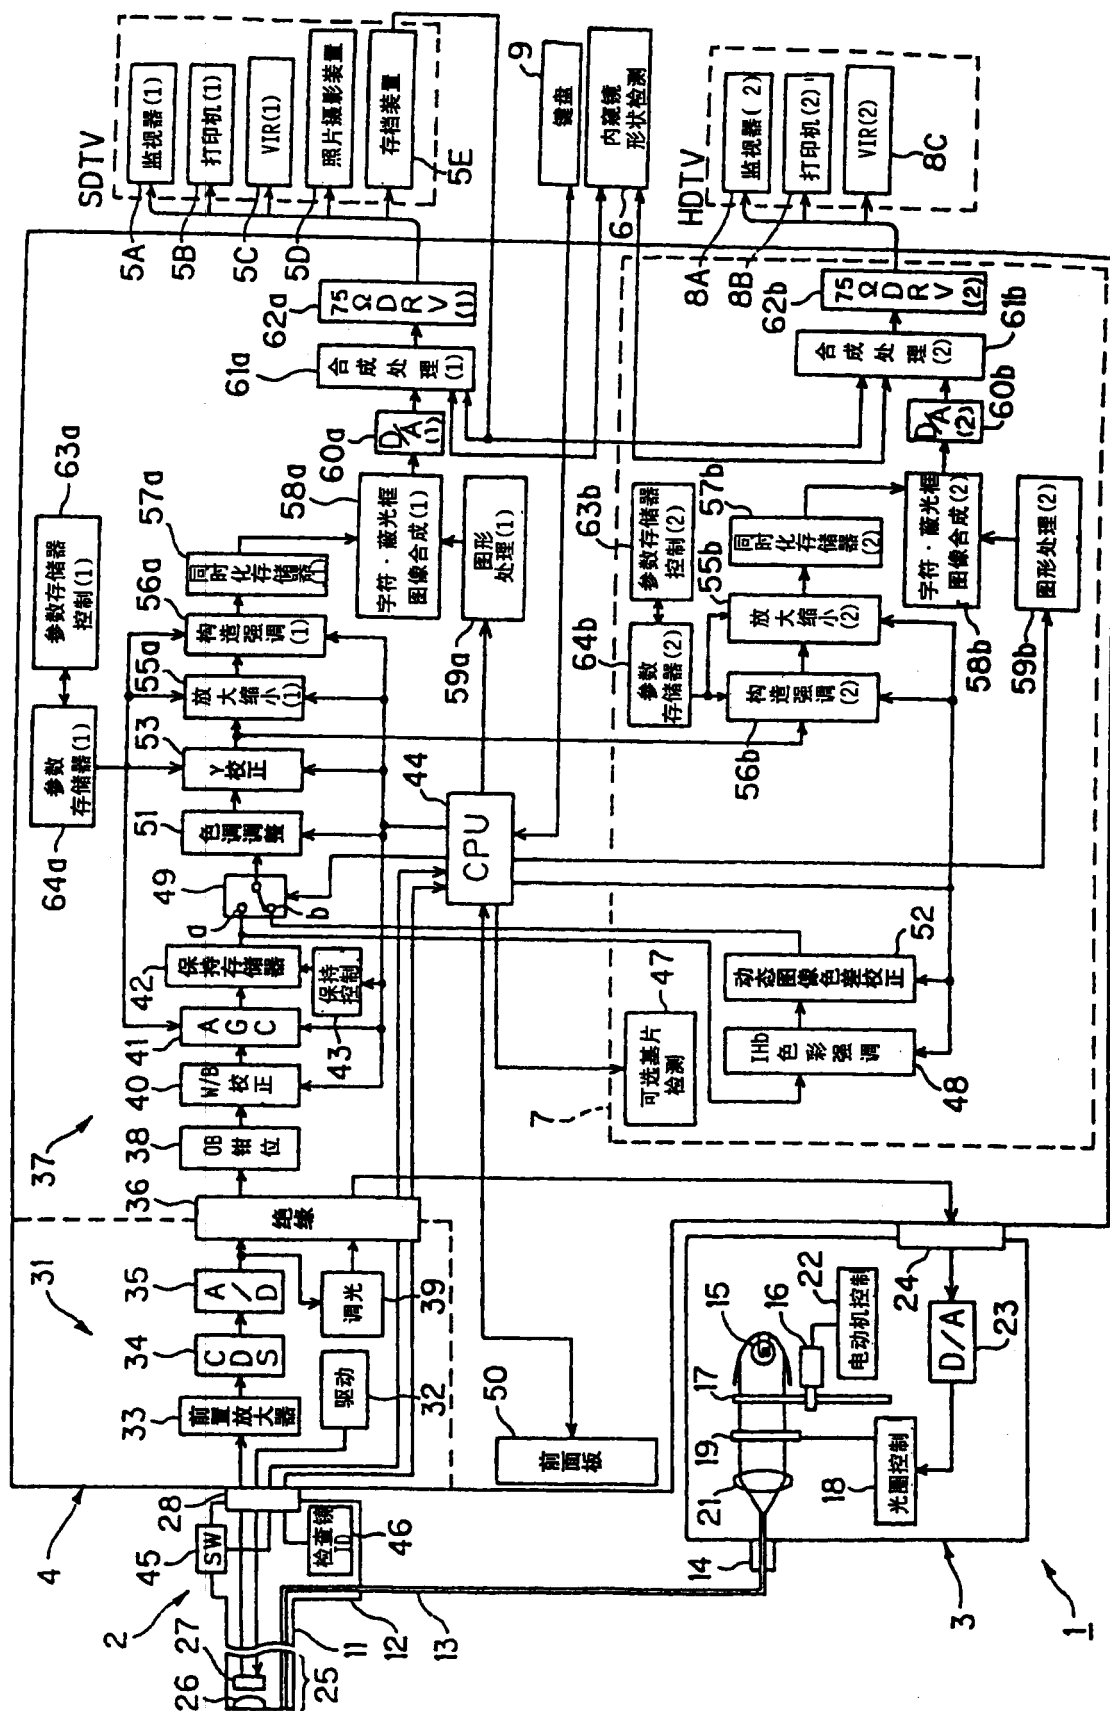 SDTV
5A
监视器(1)
5B
打印机(1)
5C
VIR(1)
5D
照片摄影装置
5E
存档装置
9
键盘
6
内窥镜
形状检测
HDTV
8A
监视器(2)
8B
打印机(2)
8C
VIR(2)
62a
75
Ω
DRV
(1)
61a
合成处理
(1)
60a
D/A
(1)
63a
参数存储器
控制(1)
64a
参数
存储器(1)
57a
同时化存储器
(1)
58a
字符·蔽光框
图像合成(1)
59a
图形
处理(1)
56a
构造强调
(1)
55a
放大缩小
(1)
53
γ校正
51
色调调整
49
a
b
42
保持存储器
43
保持
控制
41
AGC
40
W/B
校正
38
OB
钳位
37
36
绝缘
31
35
A/D
34
CDS
33
前置放大器
39
调光
32
驱动
44
CPU
50
前面板
4
28
45
SW
46
检查镜
ID
2
27
26
25
11
12
13
14
7
47
可选基片
检测
48
IHb
色彩强调
52
动态图像色差校正
56b
构造强调
(2)
55b
放大缩小
(2)
57b
同时化存储器
(2)
63b
参数存储器
控制(2)
64b
参数
存储器(2)
58b
字符·蔽光框
图像合成(2)
59b
图形处理(2)
60b
D/A
(2)
61b
合成处理
(2)
62b
75
Ω
DRV
(2)
15
16
17
18
光圈控制
19
21
22
电动机控制
23
D/A
24
3
1